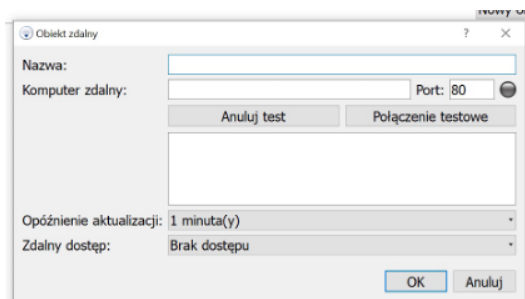 Obiekt zdalny
Nazwa:
Komputer zdalny: Port: 80
Anuluj test Połączenie testowe
Opóźnienie aktualizacji: 1 minuta(y)
Zdalny dostęp: Brak dostępu
OK Anuluj